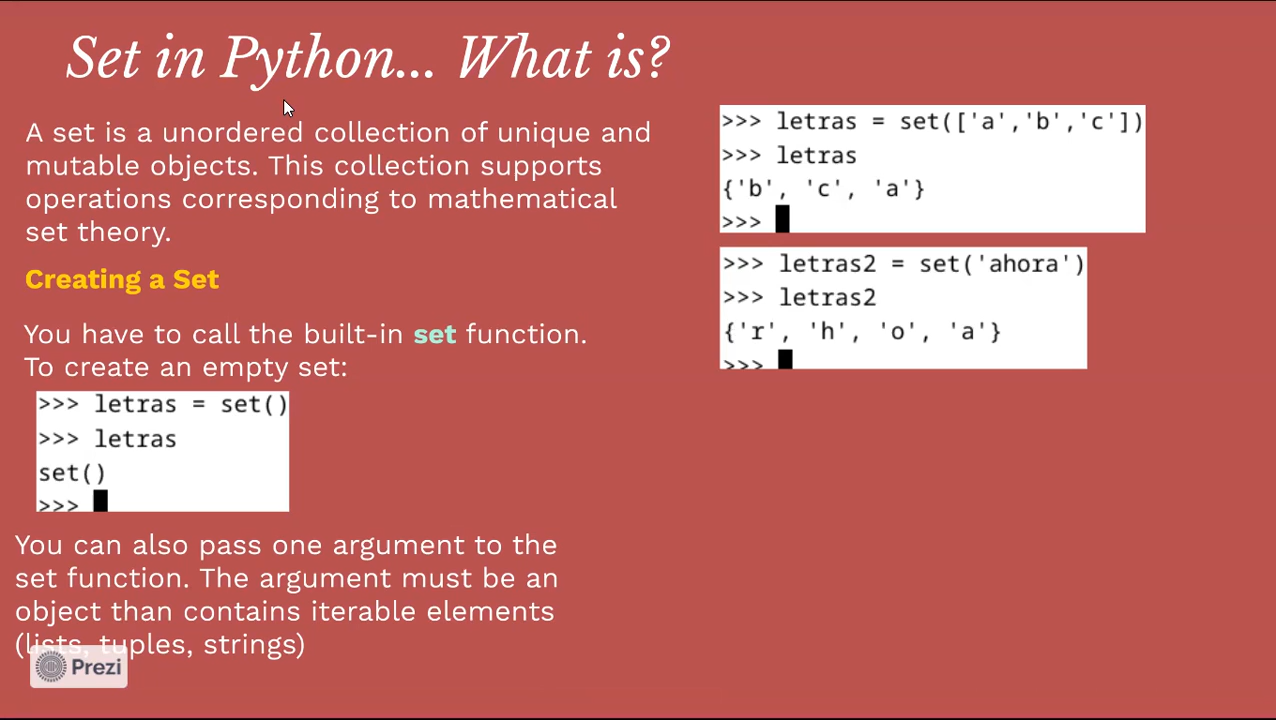 Set in Python... What is?
A set is a unordered collection of unique and
mutable objects. This collection supports
operations corresponding to mathematical
set theory.
Creating a Set
You have to call the built-in set function.
To create an empty set:
>>> letras = set()
>>> letras
set()
>>>
You can also pass one argument to the
set function. The argument must be an
object than contains iterable elements
(lists, tuples, strings)
Prezi
>>> letras = set(['a','b','c'])
>>> letras
{'b', 'c', 'a'}
>>>
>>> letras2 = set('ahora')
>>> letras2
{'r', 'h', 'o', 'a'}
>>>